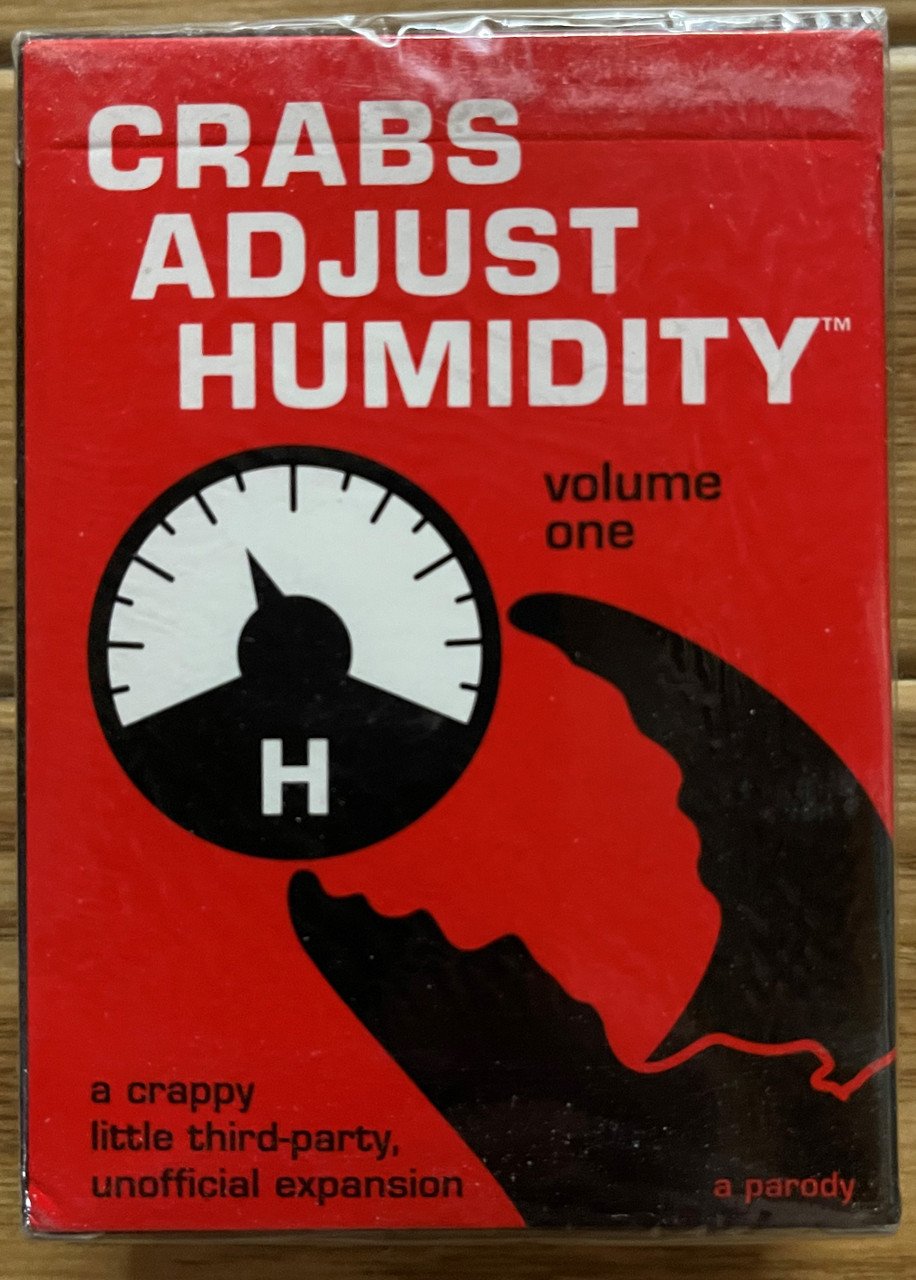 CRABS
ADJUST
HUMIDITY™
volume
one
H
a crappy
little third-party,
unofficial expansion
a parody